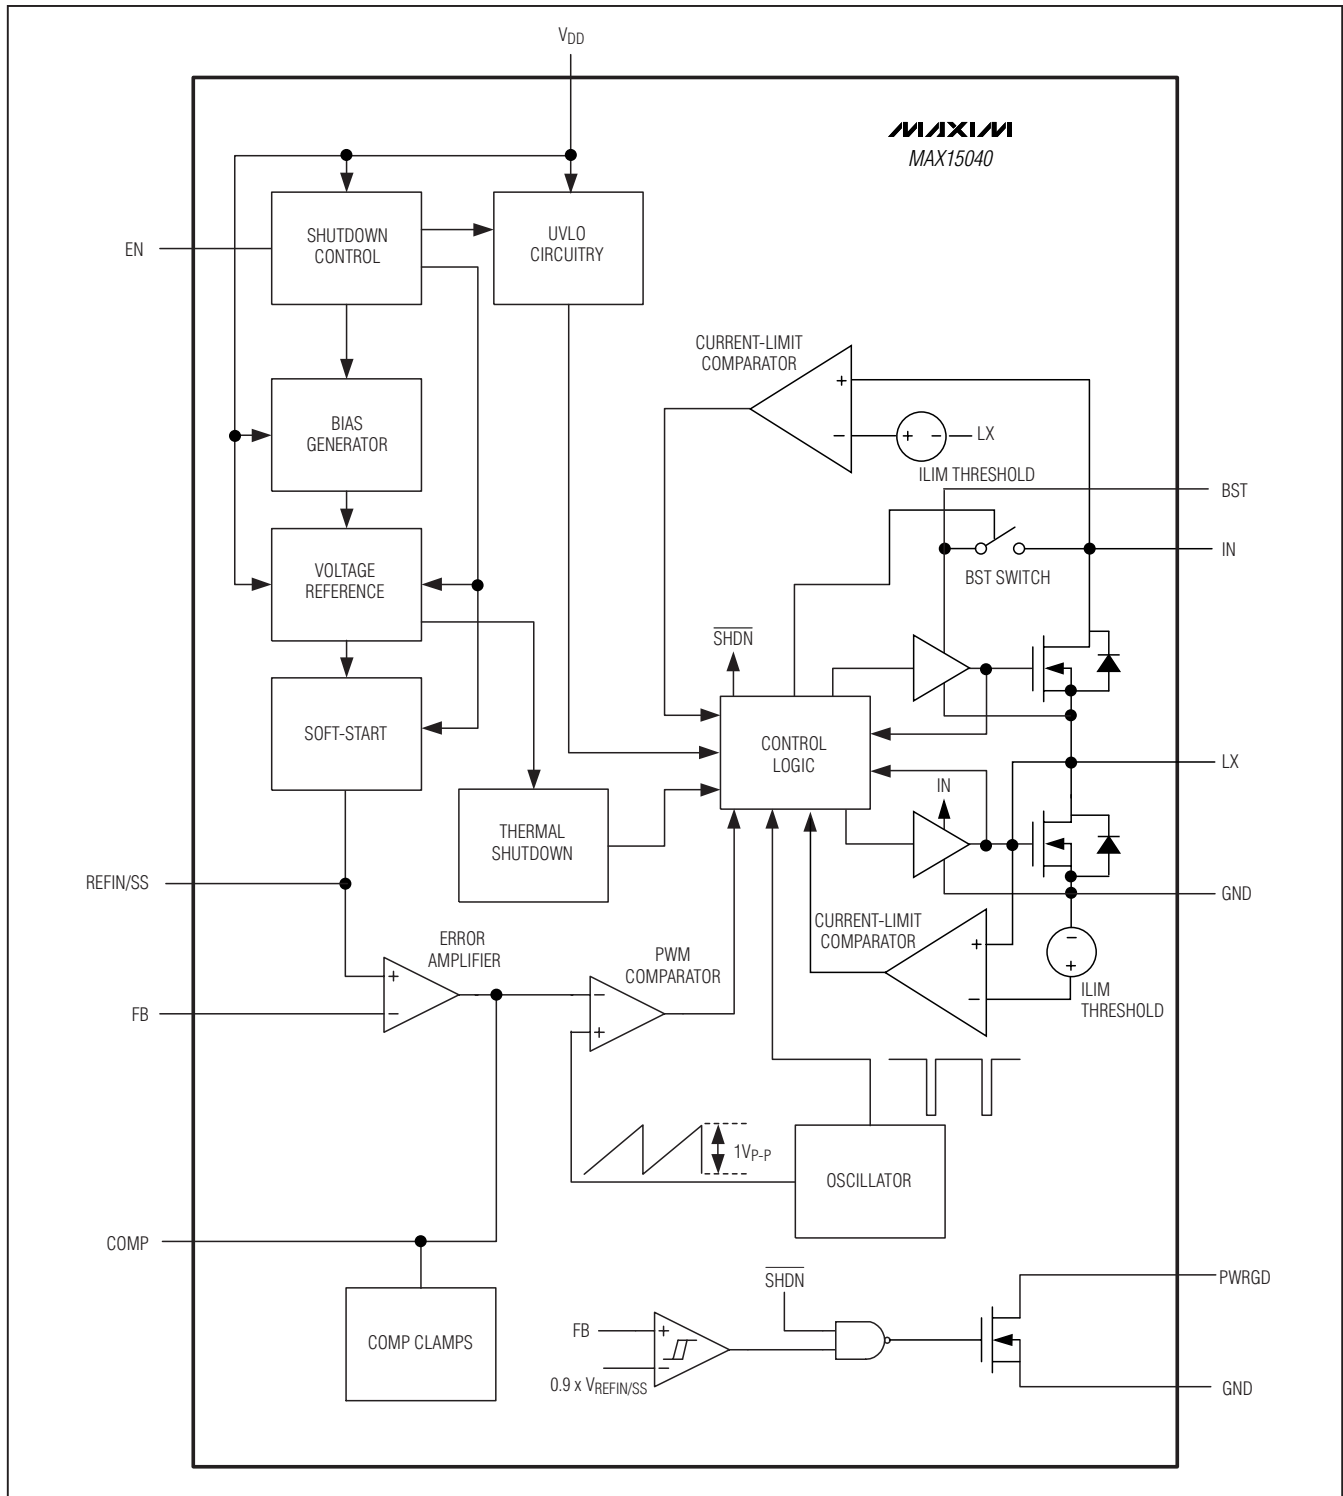 VDD
MAXIM
MAX15040
SHUTDOWN
CONTROL
UVLO
CIRCUITRY
EN
BIAS
GENERATOR
CURRENT-LIMIT
COMPARATOR
+
−
+ −
LX
ILIM THRESHOLD
BST
IN
BST SWITCH
VOLTAGE
REFERENCE
SHDN
SOFT-START
CONTROL
LOGIC
LX
IN
THERMAL
SHUTDOWN
REFIN/SS
GND
CURRENT-LIMIT
COMPARATOR
+
−
−
+
ILIM
THRESHOLD
ERROR
AMPLIFIER
+
−
FB
PWM
COMPARATOR
−
+
1VP-P
OSCILLATOR
COMP
COMP CLAMPS
SHDN
FB
+
−
0.9 x VREFIN/SS
PWRGD
GND